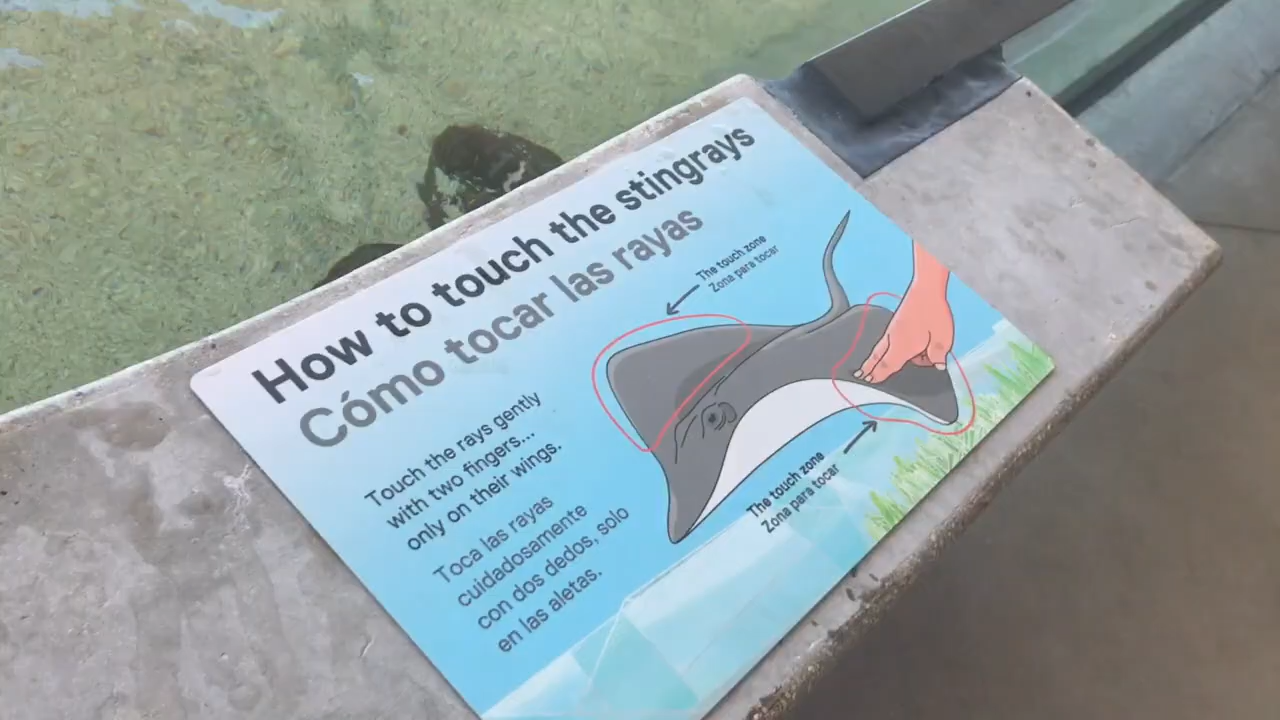 How to touch the stingrays
Cómo tocar las rayas
The touch zone
Zona para tocar
Touch the rays gently
with two fingers...
only on their wings.
Toca las rayas
cuidadosamente
con dos dedos, solo
en las aletas.
The touch zone
Zona para tocar